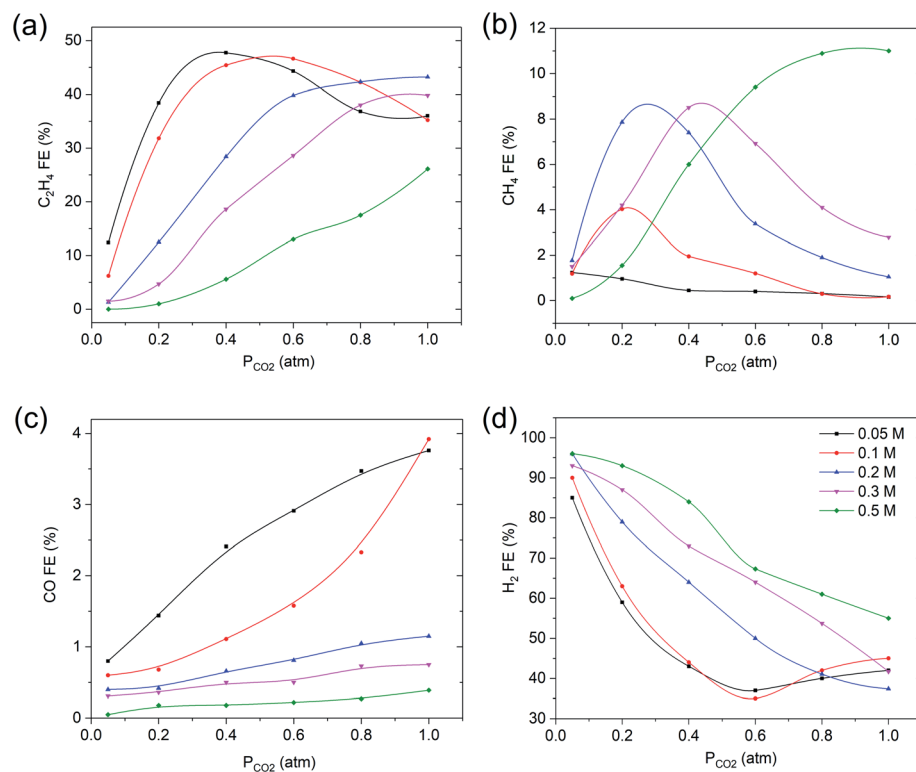 (a)
C₂H₄ FE (%)
50
40
30
20
10
0
0.0 0.2 0.4 0.6 0.8 1.0
P_CO2 (atm)
(b)
CH₄ FE (%)
12
10
8
6
4
2
0
0.0 0.2 0.4 0.6 0.8 1.0
P_CO2 (atm)
(c)
CO FE (%)
4
3
2
1
0
0.0 0.2 0.4 0.6 0.8 1.0
P_CO2 (atm)
(d)
H₂ FE (%)
100
90
80
70
60
50
40
30
0.05 M
0.1 M
0.2 M
0.3 M
0.5 M
0.0 0.2 0.4 0.6 0.8 1.0
P_CO2 (atm)